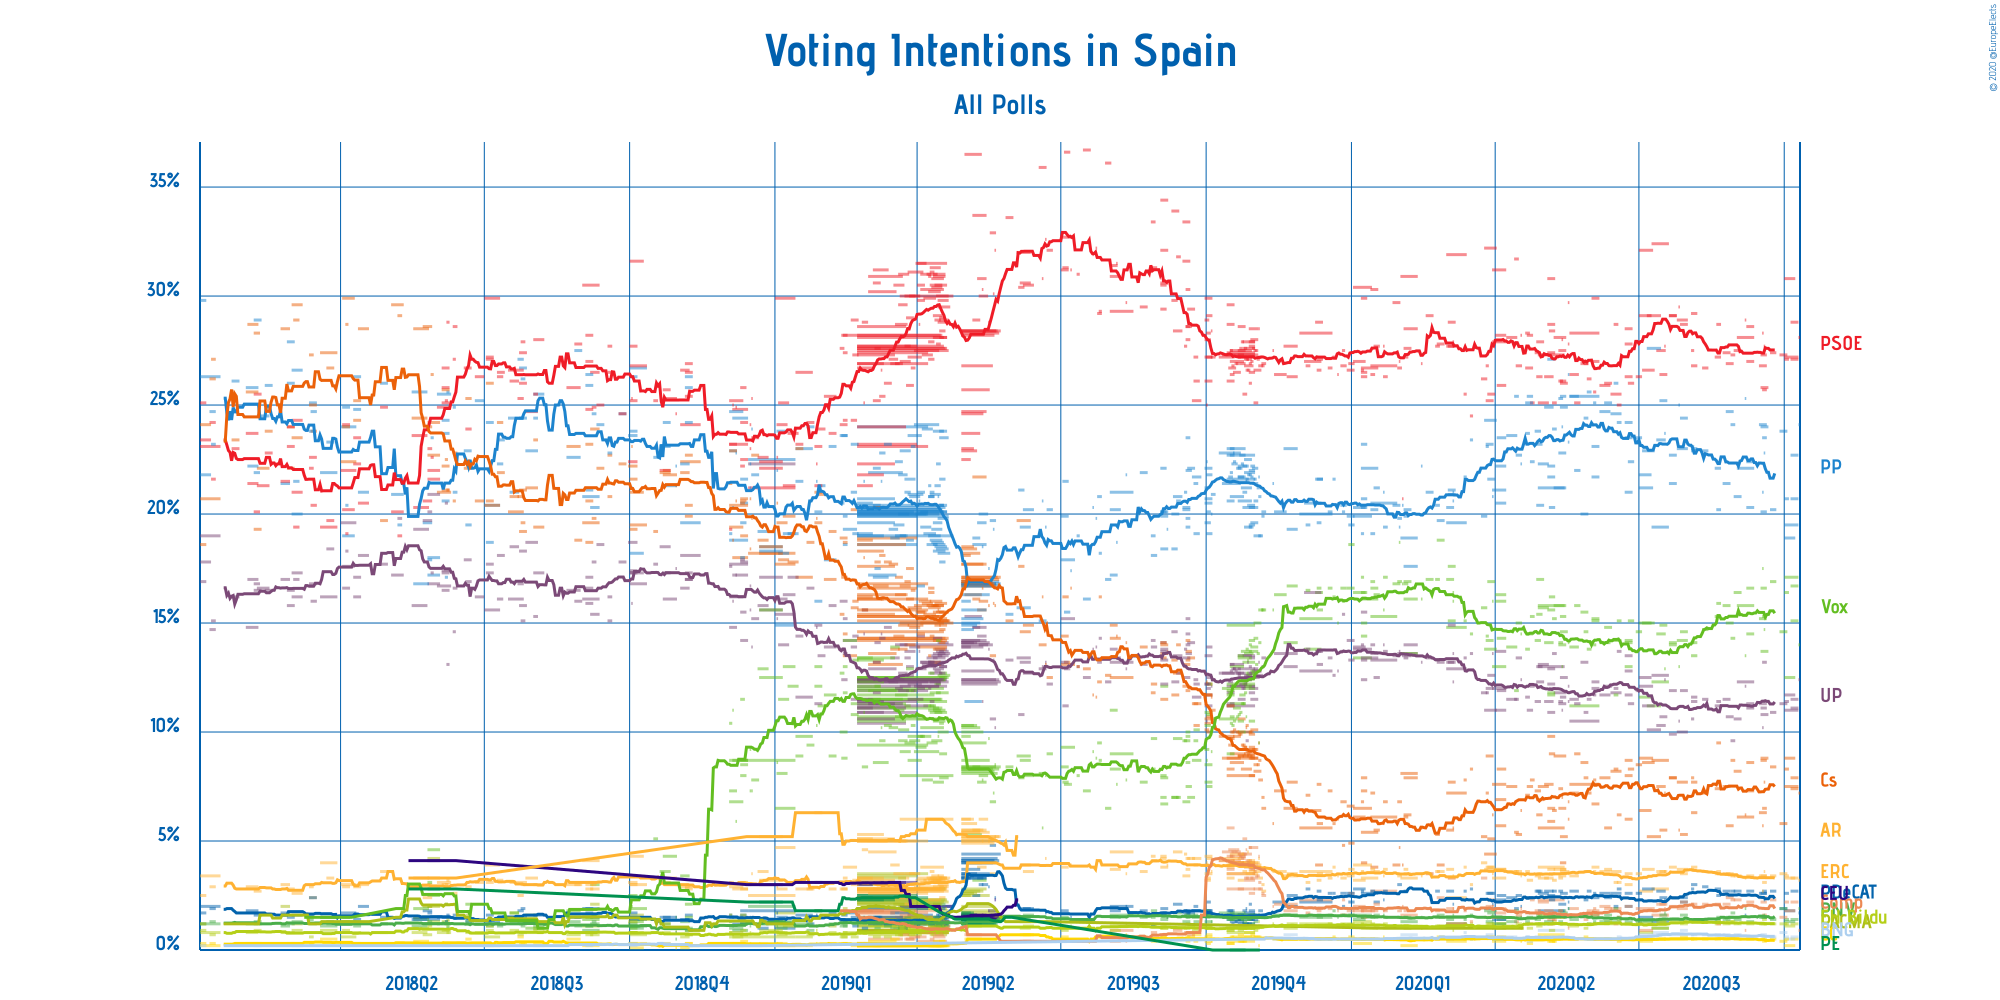 © 2020 @EuropeElects
Voting Intentions in Spain
All Polls
35%
30%
25%
20%
15%
10%
5%
0%
PSOE
PP
Vox
UP
Cs
AR
ERC
BNG
PE
2018Q2
2018Q3
2018Q4
2019Q1
2019Q2
2019Q3
2019Q4
2020Q1
2020Q2
2020Q3